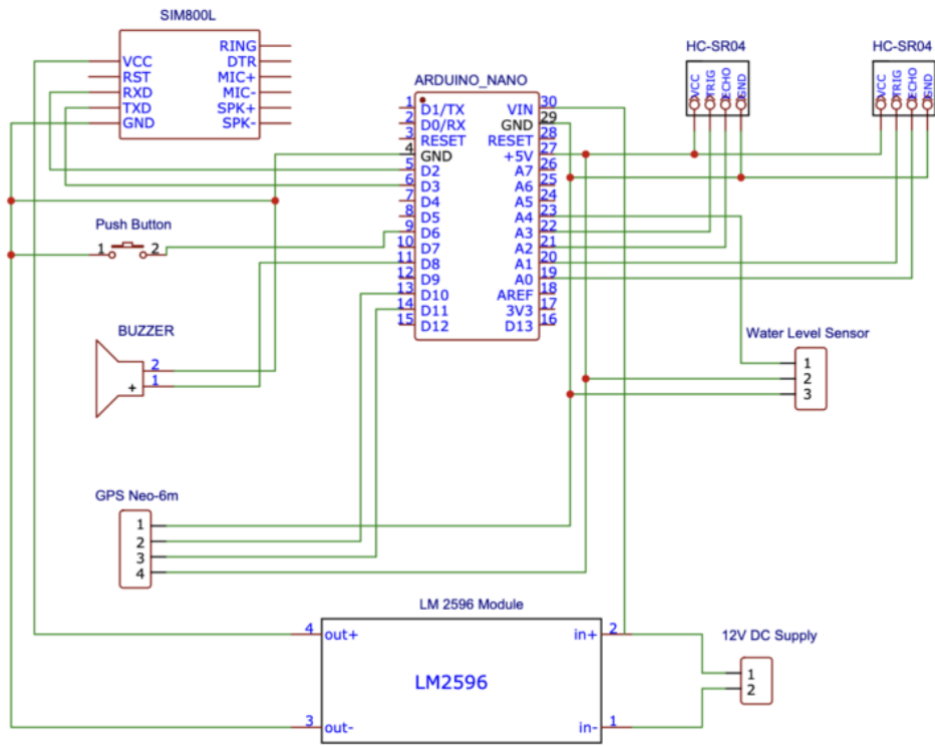 SIM800L
VCC
RST
RXD
TXD
GND
RING
DTR
MIC+
MIC-
SPK+
SPK-
ARDUINO_NANO
1 D1/TX
2 D0/RX
3 RESET
4 GND
5 D2
6 D3
7 D4
8 D5
9 D6
10 D7
11 D8
12 D9
13 D10
14 D11
15 D12
VIN 30
GND 29
RESET 28
+5V 27
A7 26
A6 25
A5 24
A4 23
A3 22
A2 21
A1 20
A0 19
AREF 18
3V3 17
D13 16
HC-SR04
VCC
TRIG
ECHO
GND
HC-SR04
VCC
TRIG
ECHO
GND
Push Button
1 2
BUZZER
2
+ 1
Water Level Sensor
1
2
3
GPS Neo-6m
1
2
3
4
LM 2596 Module
4 out+
in+ 2
LM2596
3 out-
in- 1
12V DC Supply
1
2